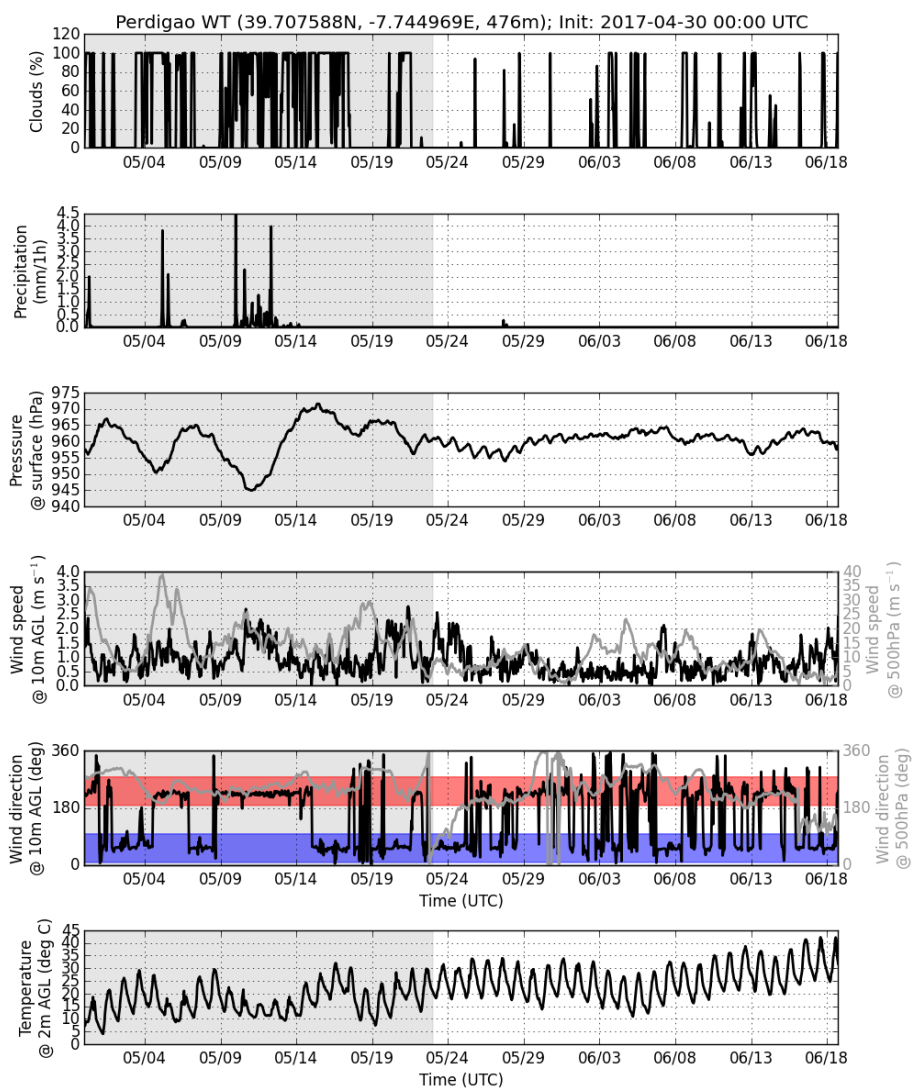 Perdigao WT (39.707588N, -7.744969E, 476m); Init: 2017-04-30 00:00 UTC
Clouds (%)
120
100
80
60
40
20
0
05/04 05/09 05/14 05/19 05/24 05/29 06/03 06/08 06/13 06/18
Precipitation
(mm/1h)
4.5
4.0
3.5
3.0
2.5
2.0
1.5
1.0
0.5
0.0
05/04 05/09 05/14 05/19 05/24 05/29 06/03 06/08 06/13 06/18
Presssure
@ surface (hPa)
975
970
965
960
955
950
945
940
05/04 05/09 05/14 05/19 05/24 05/29 06/03 06/08 06/13 06/18
Wind speed
@ 10m AGL (m s⁻¹)
4.0
3.5
3.0
2.5
2.0
1.5
1.0
0.5
0.0
40
35
30
25
20
15
10
5
0
Wind speed
@ 500hPa (m s⁻¹)
05/04 05/09 05/14 05/19 05/24 05/29 06/03 06/08 06/13 06/18
Wind direction
@ 10m AGL (deg)
360
180
0
360
180
0
Wind direction
@ 500hPa (deg)
05/04 05/09 05/14 05/19 05/24 05/29 06/03 06/08 06/13 06/18
Time (UTC)
Temperature
@ 2m AGL (deg C)
45
40
35
30
25
20
15
10
5
0
05/04 05/09 05/14 05/19 05/24 05/29 06/03 06/08 06/13 06/18
Time (UTC)